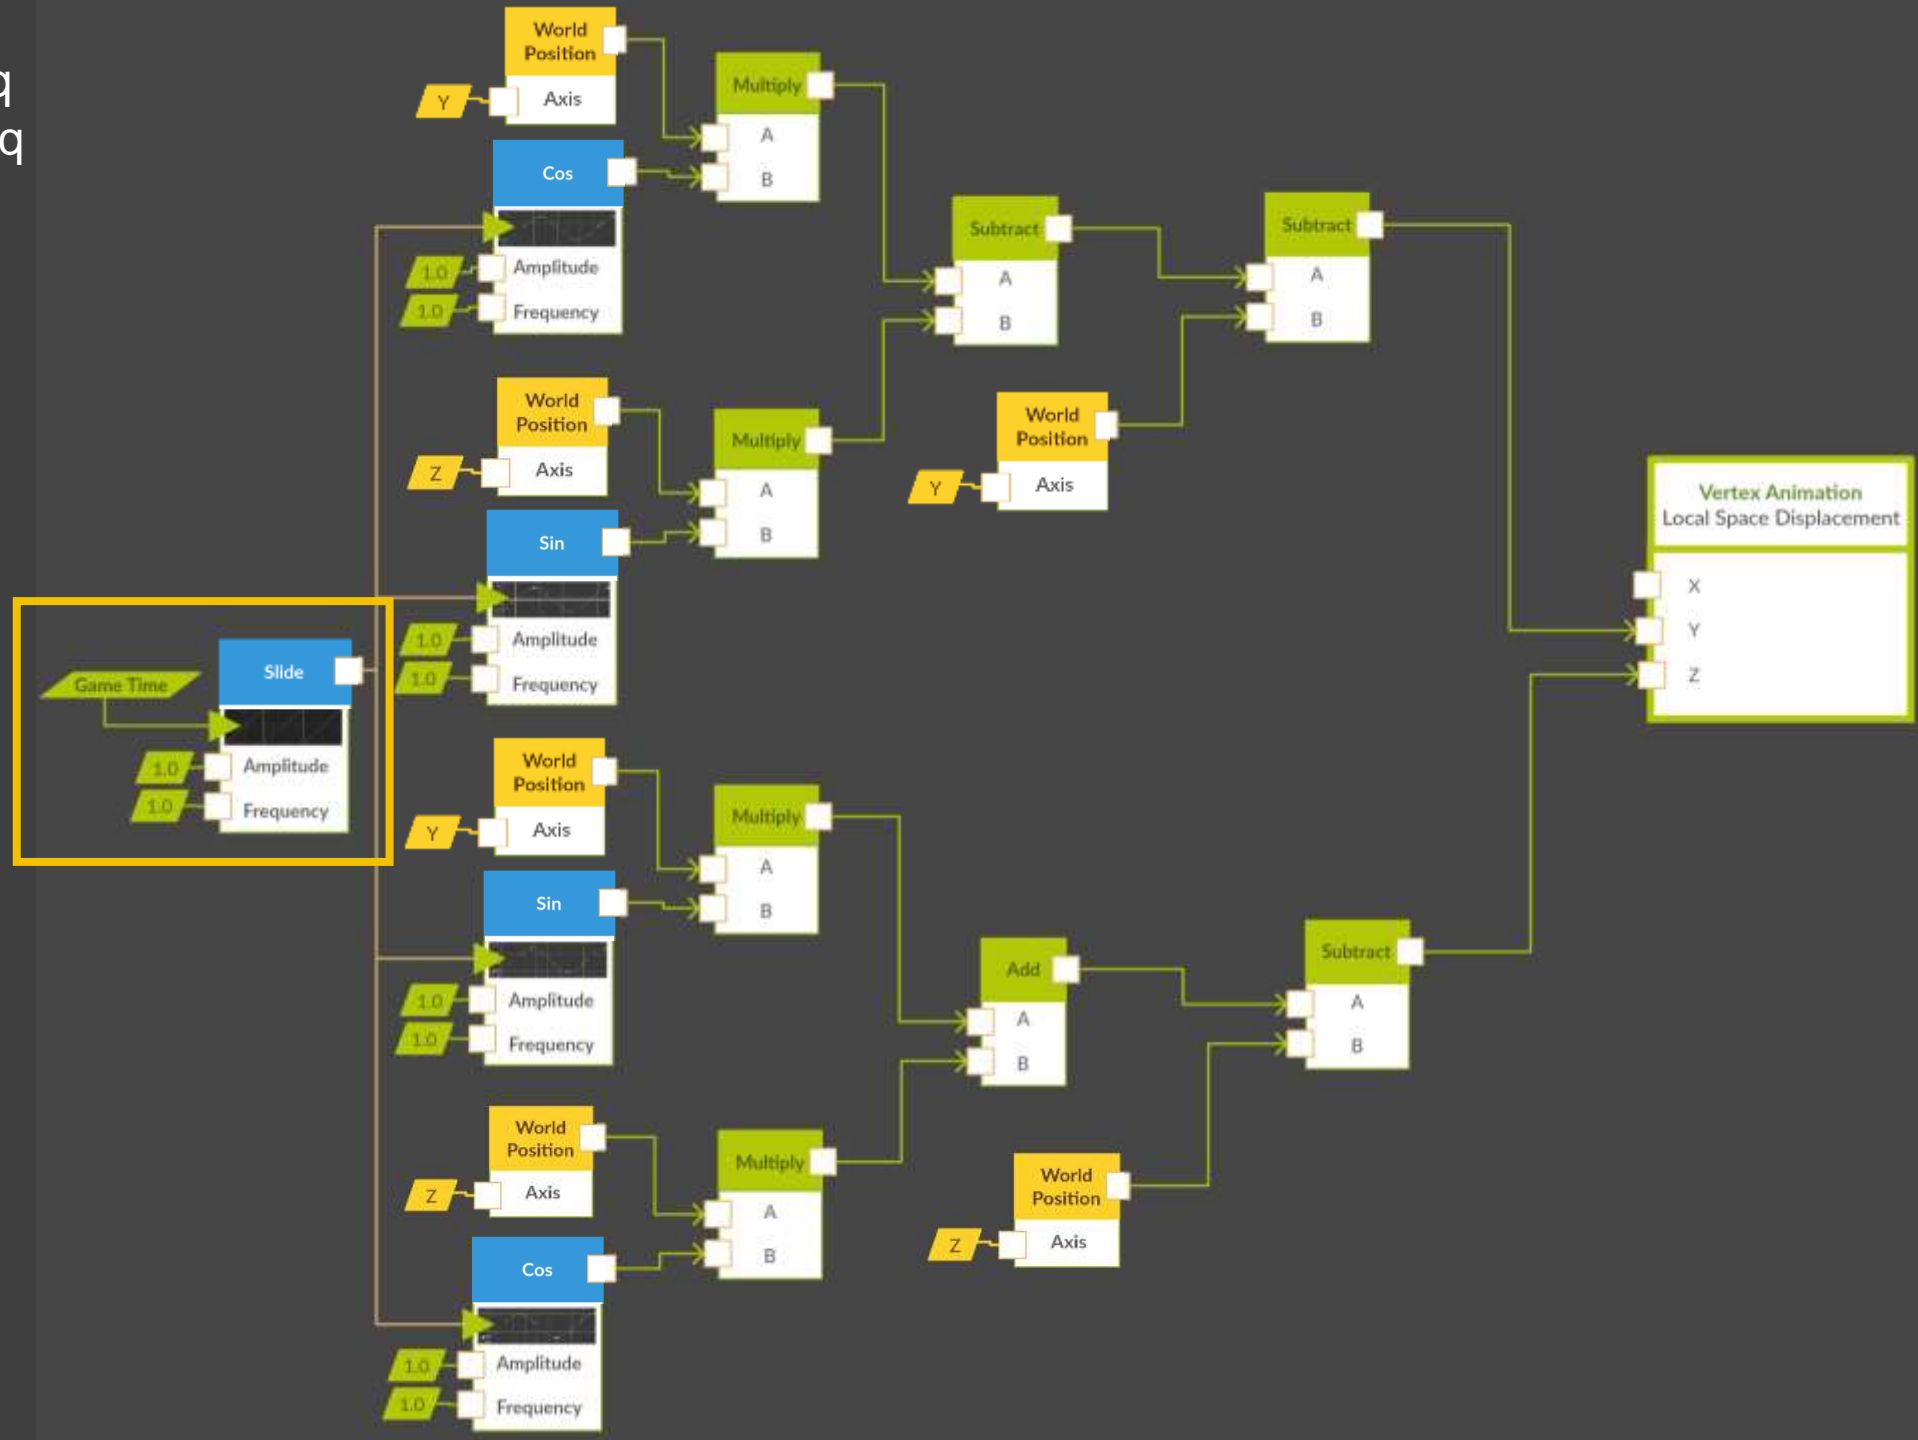 q
q
World
Position
Y
Axis
Multiply
A
B
Cos
1.0
Amplitude
1.0
Frequency
Subtract
A
B
Subtract
A
B
World
Position
Z
Axis
Multiply
A
B
World
Position
Y
Axis
Sin
1.0
Amplitude
1.0
Frequency
Vertex Animation
Local Space Displacement
X
Y
Z
Game Time
Slide
1.0
Amplitude
1.0
Frequency
World
Position
Y
Axis
Multiply
A
B
Sin
1.0
Amplitude
1.0
Frequency
Add
A
B
Subtract
A
B
World
Position
Z
Axis
Multiply
A
B
World
Position
Z
Axis
Cos
1.0
Amplitude
1.0
Frequency